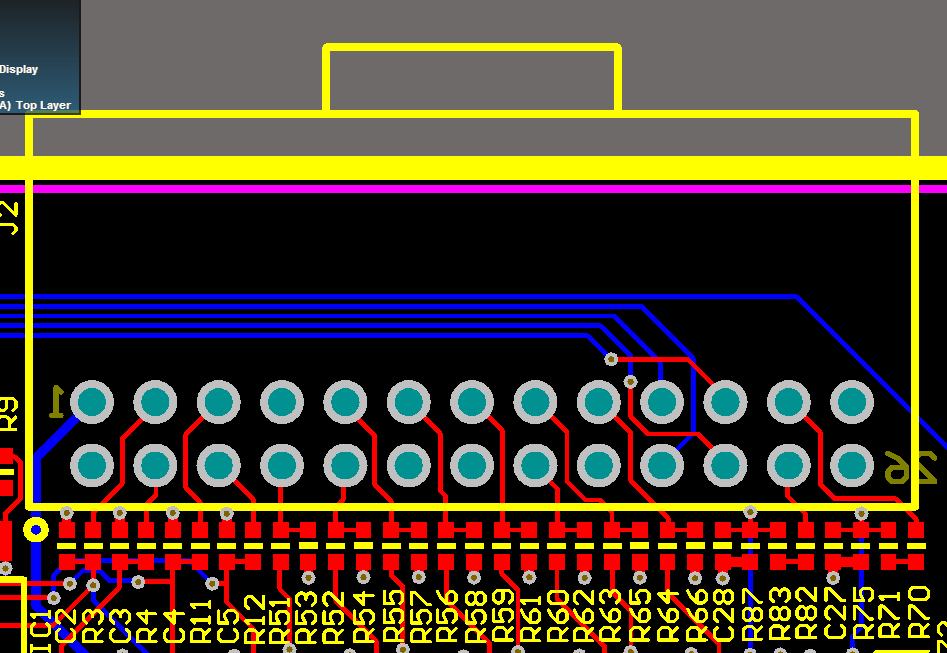 Display
s
A) Top Layer
J2
R9
1
26
IO1
C2
R3
C3
R4
C4
R11
C5
R12
R51
R53
R52
R54
R55
R57
R56
R58
R59
R61
R60
R62
R63
R65
R64
R66
C28
R87
R83
R82
C27
R75
R71
R70